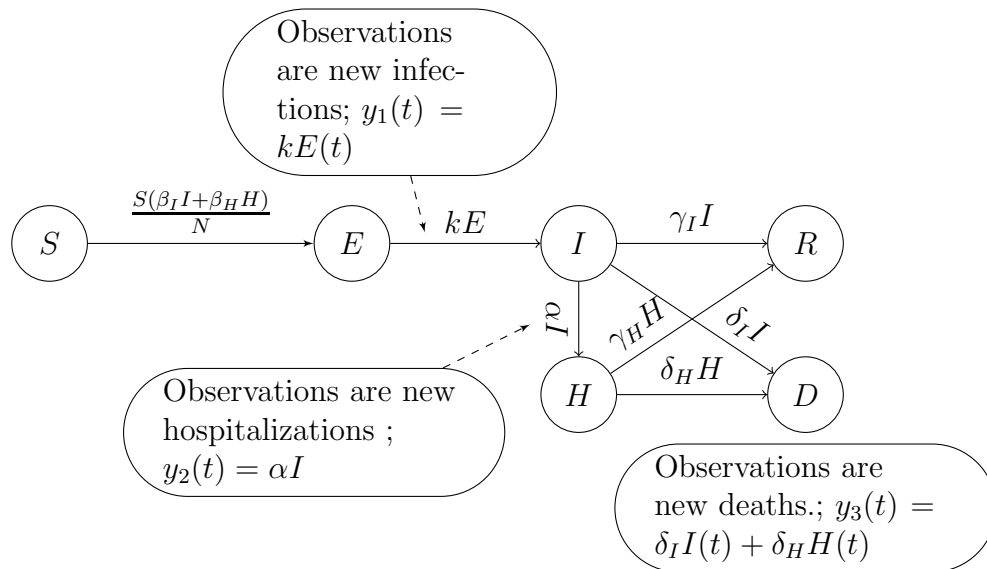 Observations
are new infec-
tions; y₁(t) =
kE(t)
S(β_I I+β_H H)
N
S
E
kE
I
γ_I I
R
αI
γ_H H
δ_I I
H
δ_H H
D
Observations are new
hospitalizations ;
y₂(t) = αI
Observations are
new deaths.; y₃(t) =
δ_I I(t) + δ_H H(t)